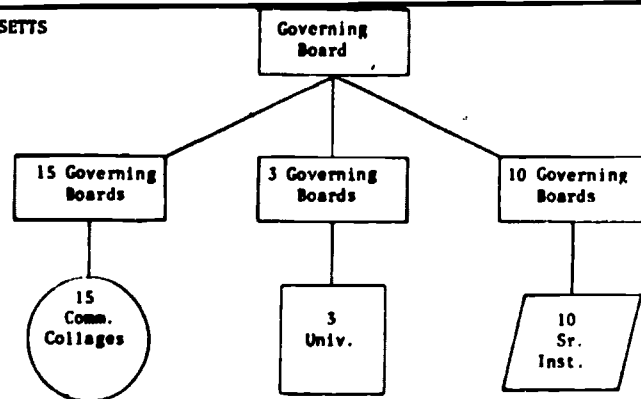 SETTS
Governing
Board
15 Governing
Boards
3 Governing
Boards
10 Governing
Boards
15
Comm.
Collages
3
Univ.
10
Sr.
Inst.